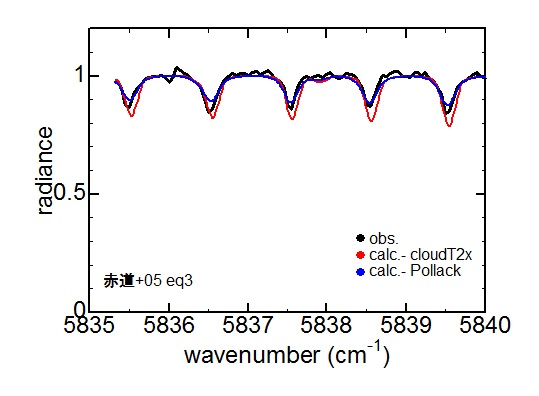 1
0.5
0
radiance
obs.
calc.- cloudT2x
calc.- Pollack
赤道+05 eq3
5835 5836 5837 5838 5839 5840
wavenumber (cm-1)